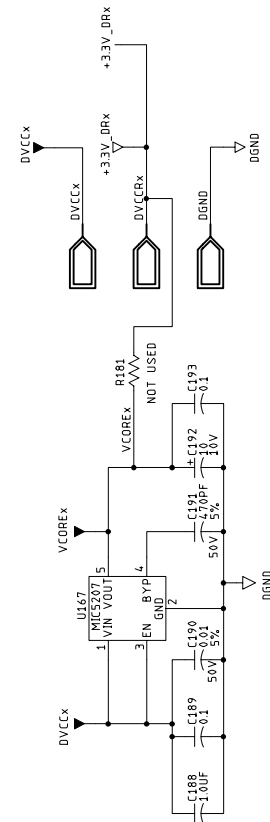 DVCCx
DVCCx
+3.3V_DRx
+3.3V_DRx
DVCCRx
DGND
DGND
R181
NOT USED
VCOREx
VCOREx
U167
MIC5207
VIN VOUT
EN BYP
GND
1
5
3
4
2
C193
0.1
+
C192
10
10V
C191
470PF
5%
50V
C190
0.01
5%
50V
C189
0.1
C188
1.0UF
DVCCx
DGND